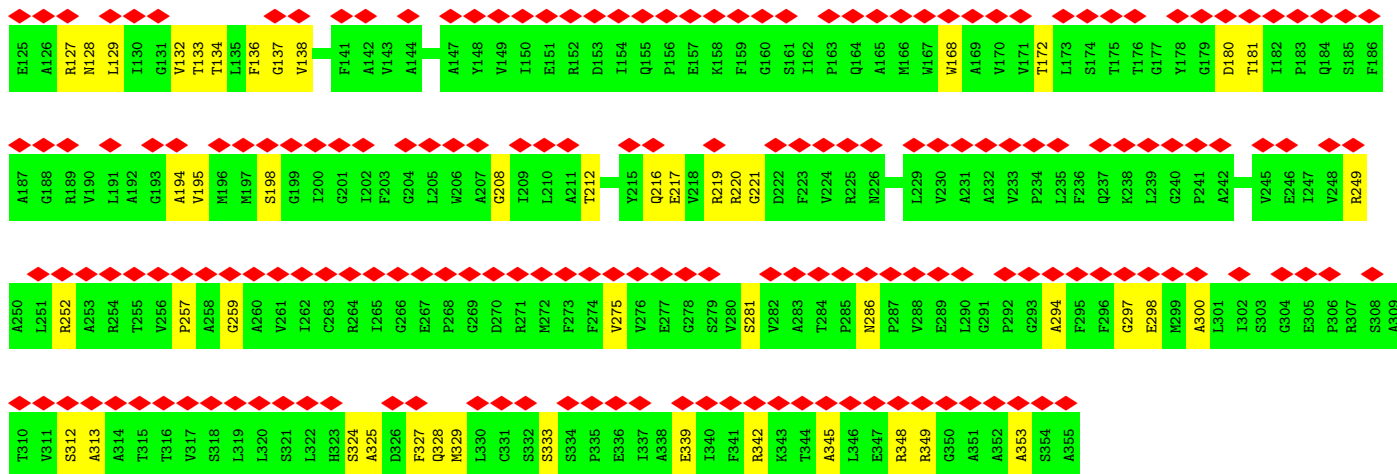 E125 A126 R127 N128 L129 I130 G131 V132 T133 T134 L135 F136 G137 V138 F141 A142 V143 A144 A147 Y148 V149 I150 E151 R152 D153 I154 Q155 P156 E157 K158 F159 G160 S161 I162 P163 Q164 A165 M166 W167 W168 A169 V170 V171 T172 L173 S174 T175 T176 G177 Y178 G179 D180 T181 I182 P183 Q184 S185 F186
A187 G188 R189 V190 L191 A192 G193 A194 V195 M196 M197 S198 G199 I200 G201 I202 F203 G204 L205 W206 A207 G208 I209 L210 A211 T212 Y215 Q216 E217 V218 R219 R220 G221 D222 F223 V224 R225 N226 L229 V230 A231 A232 V233 P234 L235 F236 Q237 K238 L239 G240 P241 A242 V245 E246 I247 V248 R249
A250 L251 R252 A253 R254 T255 V256 P257 A258 G259 A260 V261 I262 C263 R264 I265 G266 E267 P268 G269 D270 R271 M272 F273 F274 V275 V276 E277 G278 S279 V280 S281 V282 A283 T284 P285 N286 P287 V288 E289 L290 G291 P292 G293 A294 F295 F296 G297 E298 M299 A300 L301 I302 S303 G304 E305 P306 R307 S308 A309
T310 V311 S312 A313 A314 T315 T316 V317 S318 L319 L320 S321 L322 H323 S324 A325 D326 F327 Q328 M329 L330 C331 S332 S333 S334 P335 E336 I337 A338 E339 I340 F341 R342 K343 T344 A345 L346 E347 R348 R349 G350 A351 A352 A353 S354 A355